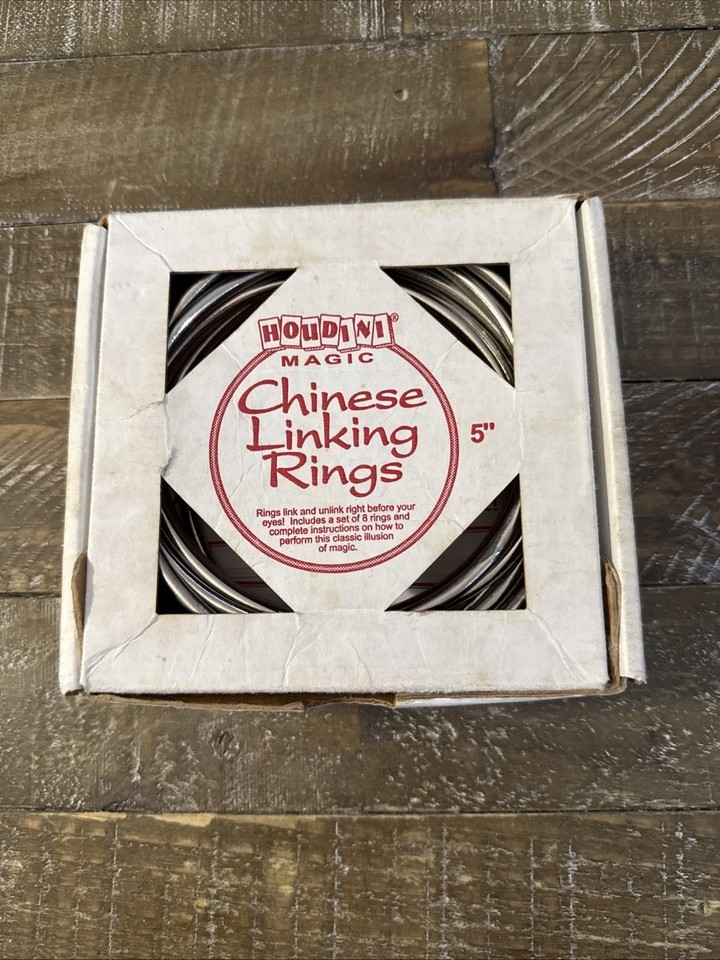 HOUDINI®
MAGIC
Chinese
Linking
Rings
5"
Rings link and unlink right before your
eyes! Includes a set of 8 rings and
complete instructions on how to
perform this classic illusion
of magic.